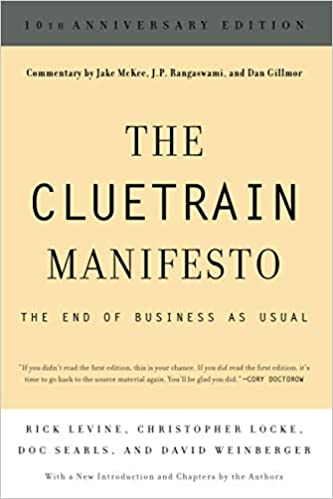 10TH ANNIVERSARY EDITION
Commentary by Jake McKee, J.P. Rangaswami, and Dan Gillmor
THE
CLUETRAIN
MANIFESTO
THE END OF BUSINESS AS USUAL
"If you didn't read the first edition, this is your chance. If you did read the first edition, it's
time to go back to the source material again. You'll be glad you did." —CORY DOCTOROW
RICK LEVINE, CHRISTOPHER LOCKE,
DOC SEARLS, AND DAVID WEINBERGER
With a New Introduction and Chapters by the Authors